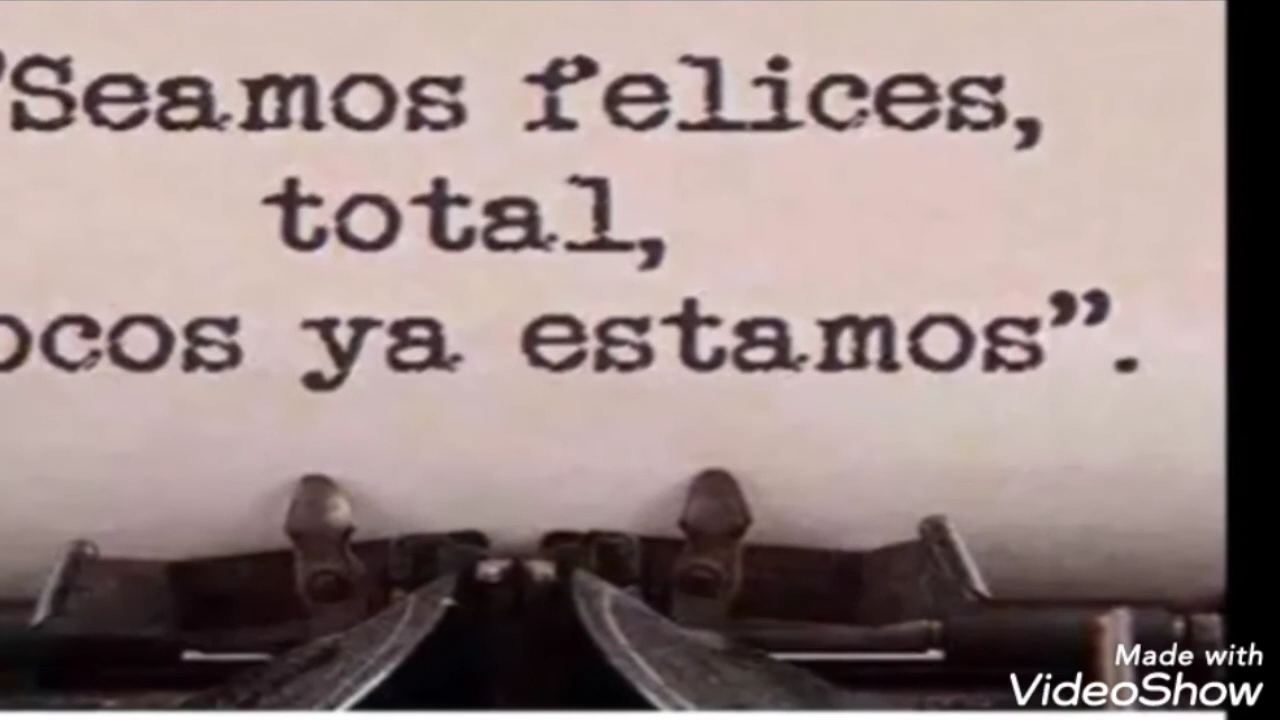 "Seamos felices,
total,
ocos ya estamos”.
Made with
VideoShow